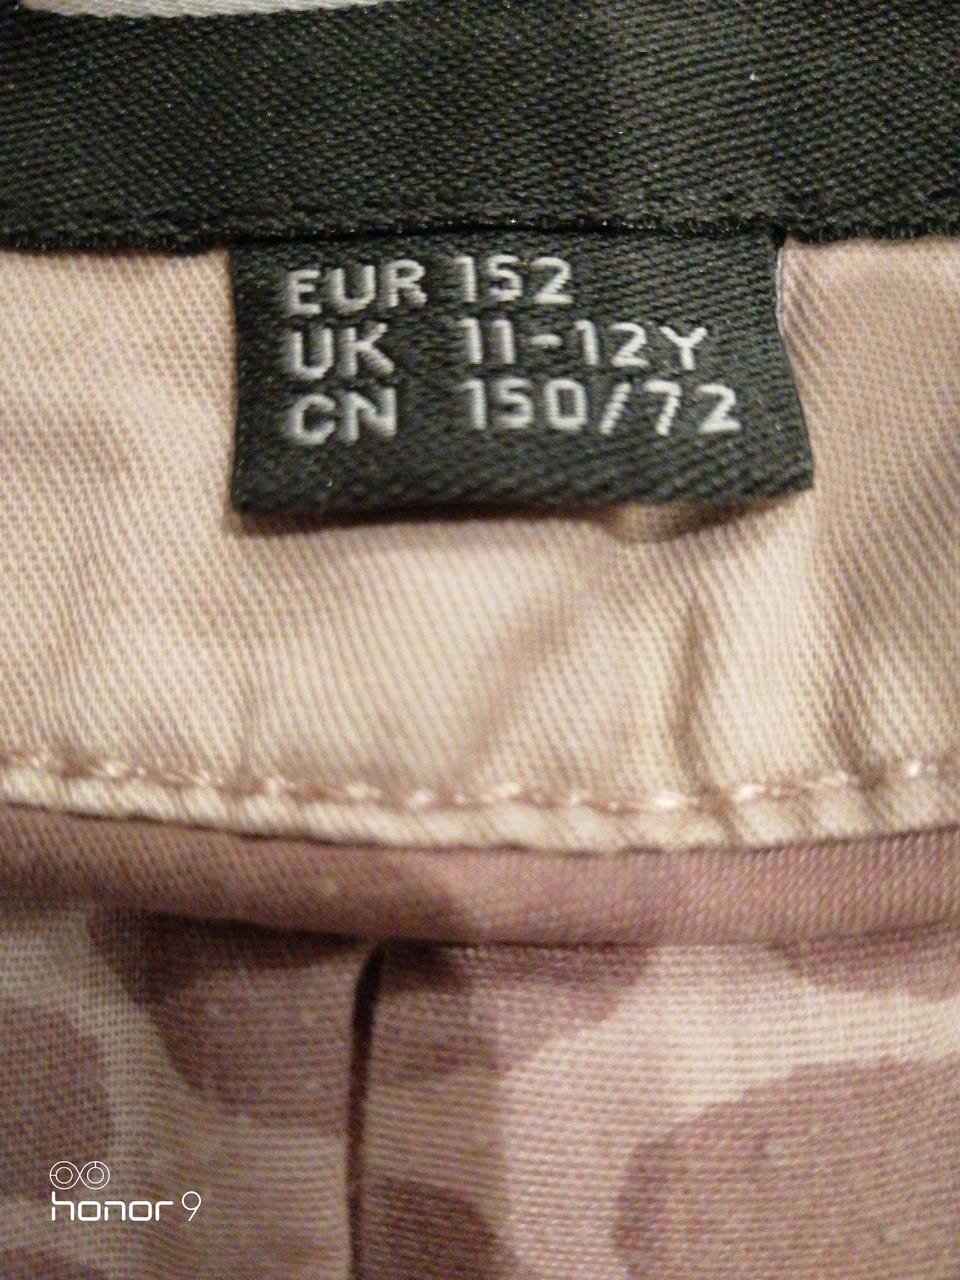 EUR 152
UK 11-12Y
CN 150/72
honor 9